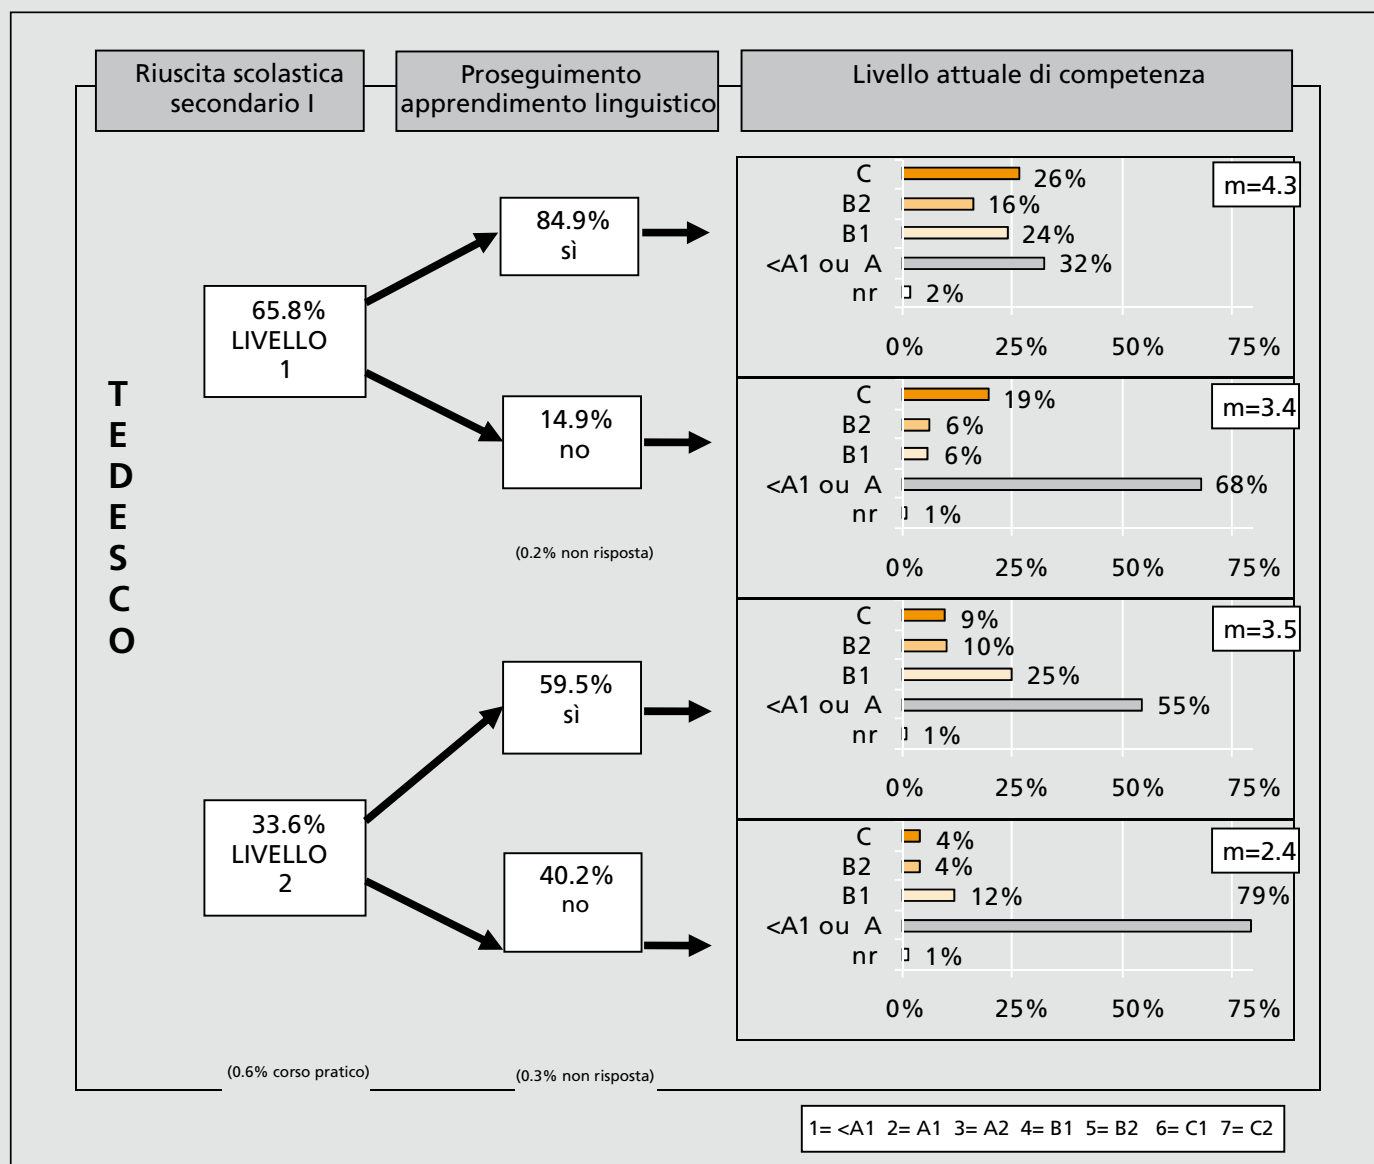 Riuscita scolastica
secondario I
Proseguimento
apprendimento linguistico
Livello attuale di competenza
TEDESCO
65.8%
LIVELLO
1
84.9%
sì
14.9%
no
(0.2% non risposta)
C 26%
B2 16%
B1 24%
<A1 ou A 32%
nr 2%
0% 25% 50% 75%
m=4.3
C 19%
B2 6%
B1 6%
<A1 ou A 68%
nr 1%
0% 25% 50% 75%
m=3.4
33.6%
LIVELLO
2
59.5%
sì
40.2%
no
C 9%
B2 10%
B1 25%
<A1 ou A 55%
nr 1%
0% 25% 50% 75%
m=3.5
C 4%
B2 4%
B1 12%
<A1 ou A 79%
nr 1%
0% 25% 50% 75%
m=2.4
(0.6% corso pratico)
(0.3% non risposta)
1= <A1 2= A1 3= A2 4= B1 5= B2 6= C1 7= C2